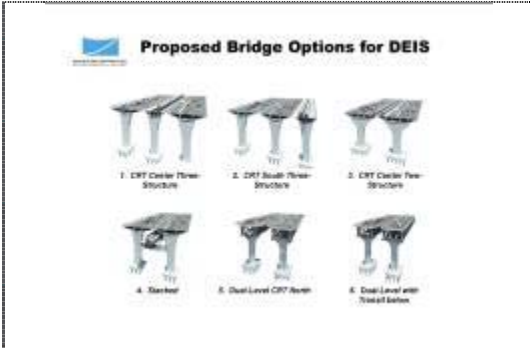 Proposed Bridge Options for DEIS
1. CRT Center Three-
Structure
2. CRT South Three-
Structure
3. CRT Center Two-
Structure
4. Stacked
5. Dual Level CRT North
6. Dual Level with
Transit below